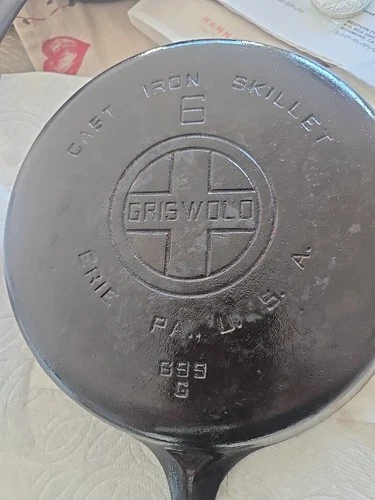 CAST IRON SKILLET
6
GRISWOLD
ERIE PA., U. S. A.
699
G